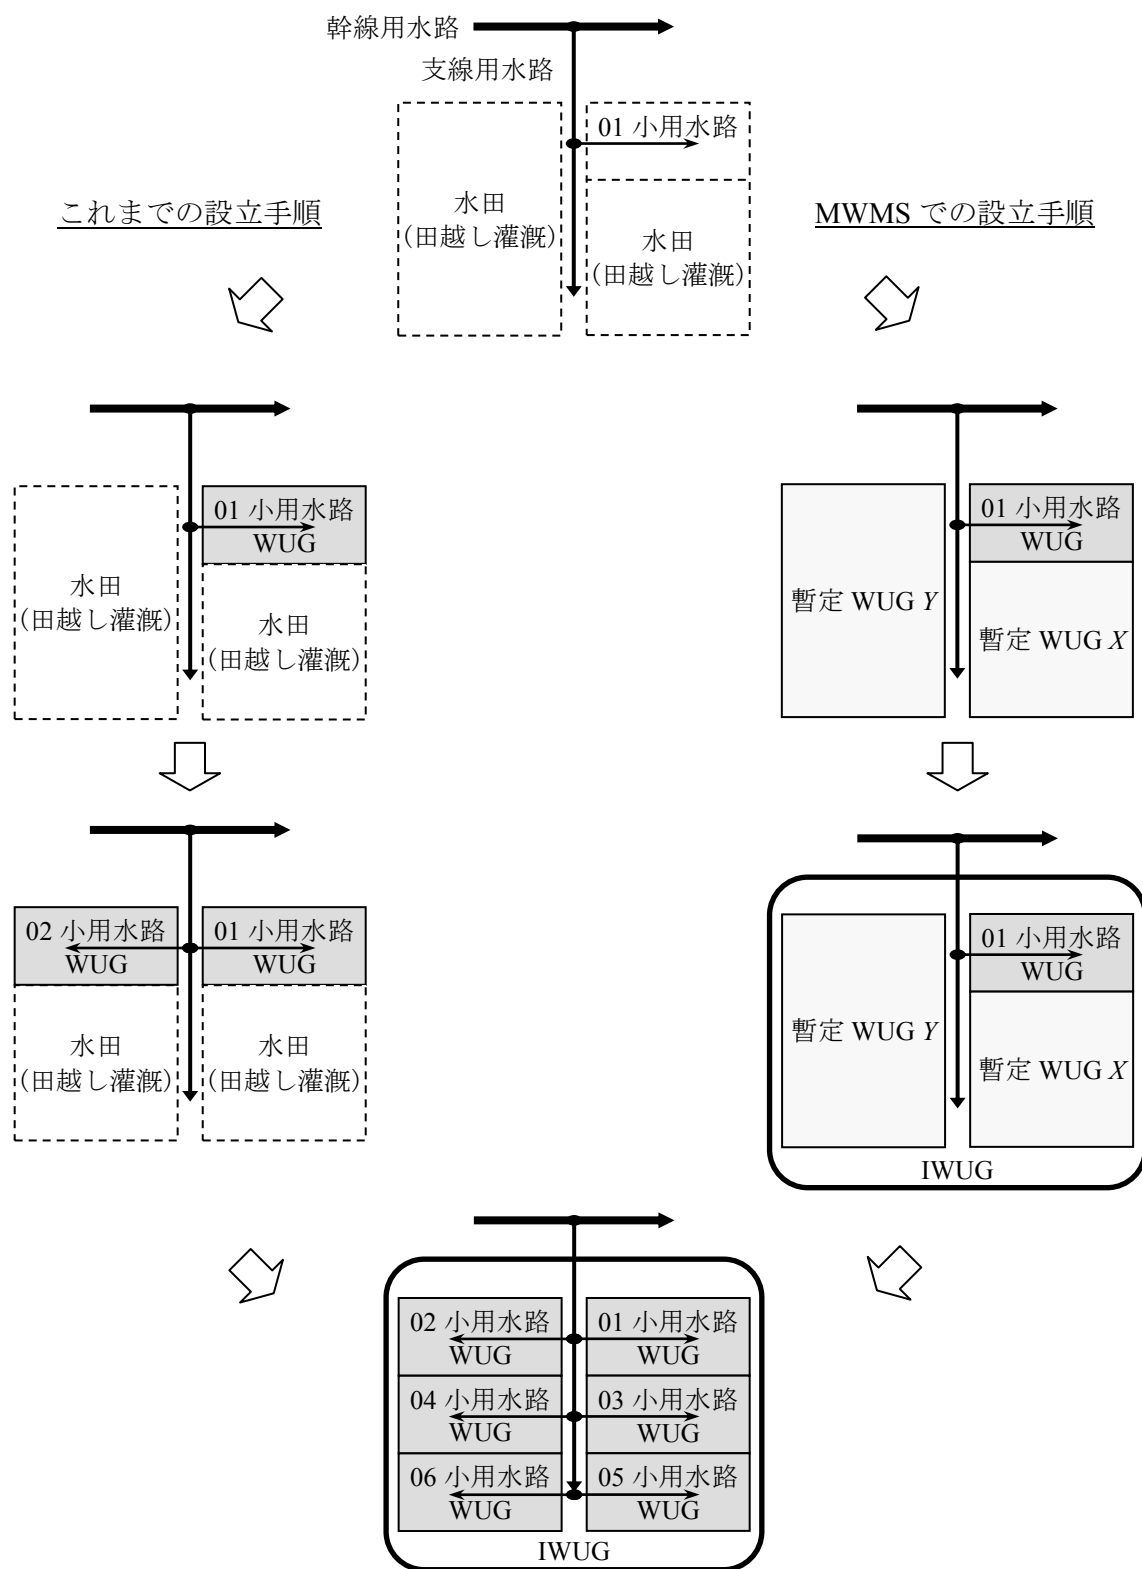 幹線用水路
支線用水路
01 小用水路
水田
(田越し灌漑)
水田
(田越し灌漑)
これまでの設立手順
MWMS での設立手順
01 小用水路
WUG
水田
(田越し灌漑)
水田
(田越し灌漑)
01 小用水路
WUG
暫定 WUG Y
暫定 WUG X
02 小用水路
WUG
01 小用水路
WUG
水田
(田越し灌漑)
水田
(田越し灌漑)
01 小用水路
WUG
暫定 WUG Y
暫定 WUG X
IWUG
02 小用水路
WUG
01 小用水路
WUG
04 小用水路
WUG
03 小用水路
WUG
06 小用水路
WUG
05 小用水路
WUG
IWUG